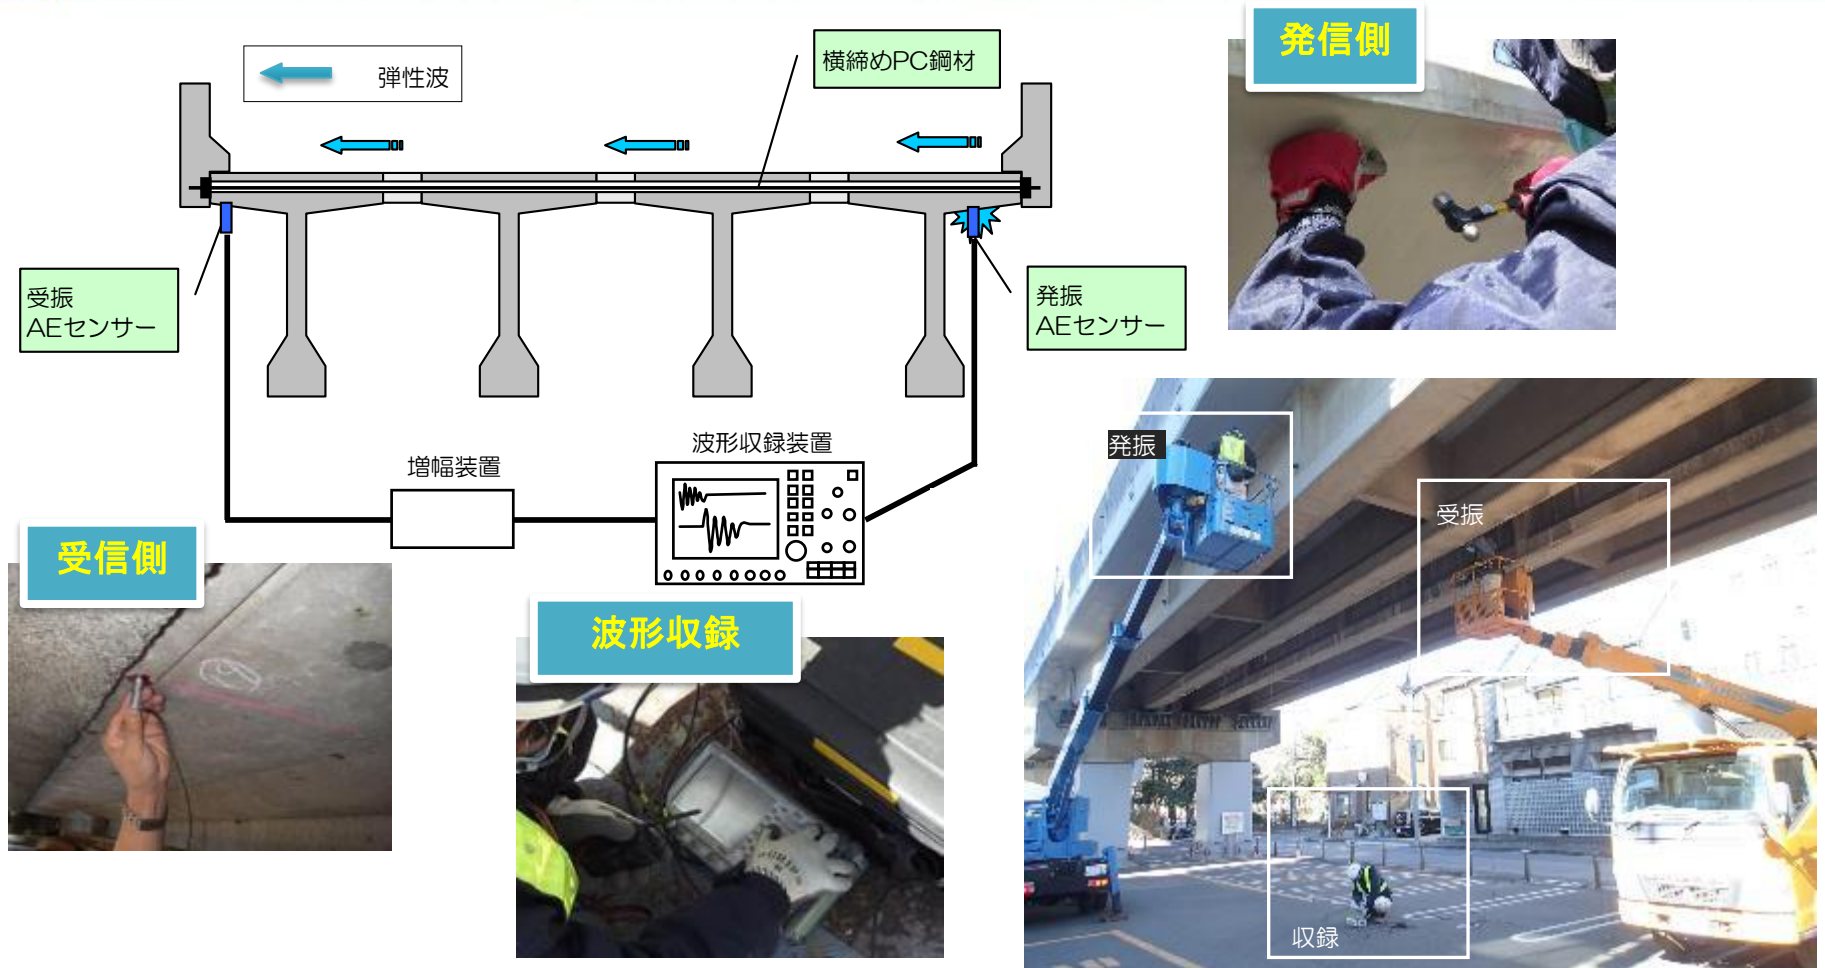 発信側
弾性波
横締めPC鋼材
受振
AEセンサー
発振
AEセンサー
波形収録装置
増幅装置
受信側
波形収録
発振
受振
収録